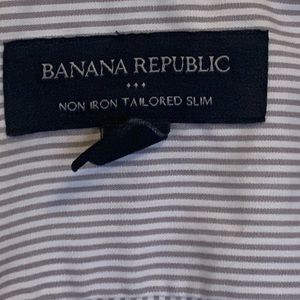 BANANA REPUBLIC
NON IRON TAILORED SLIM